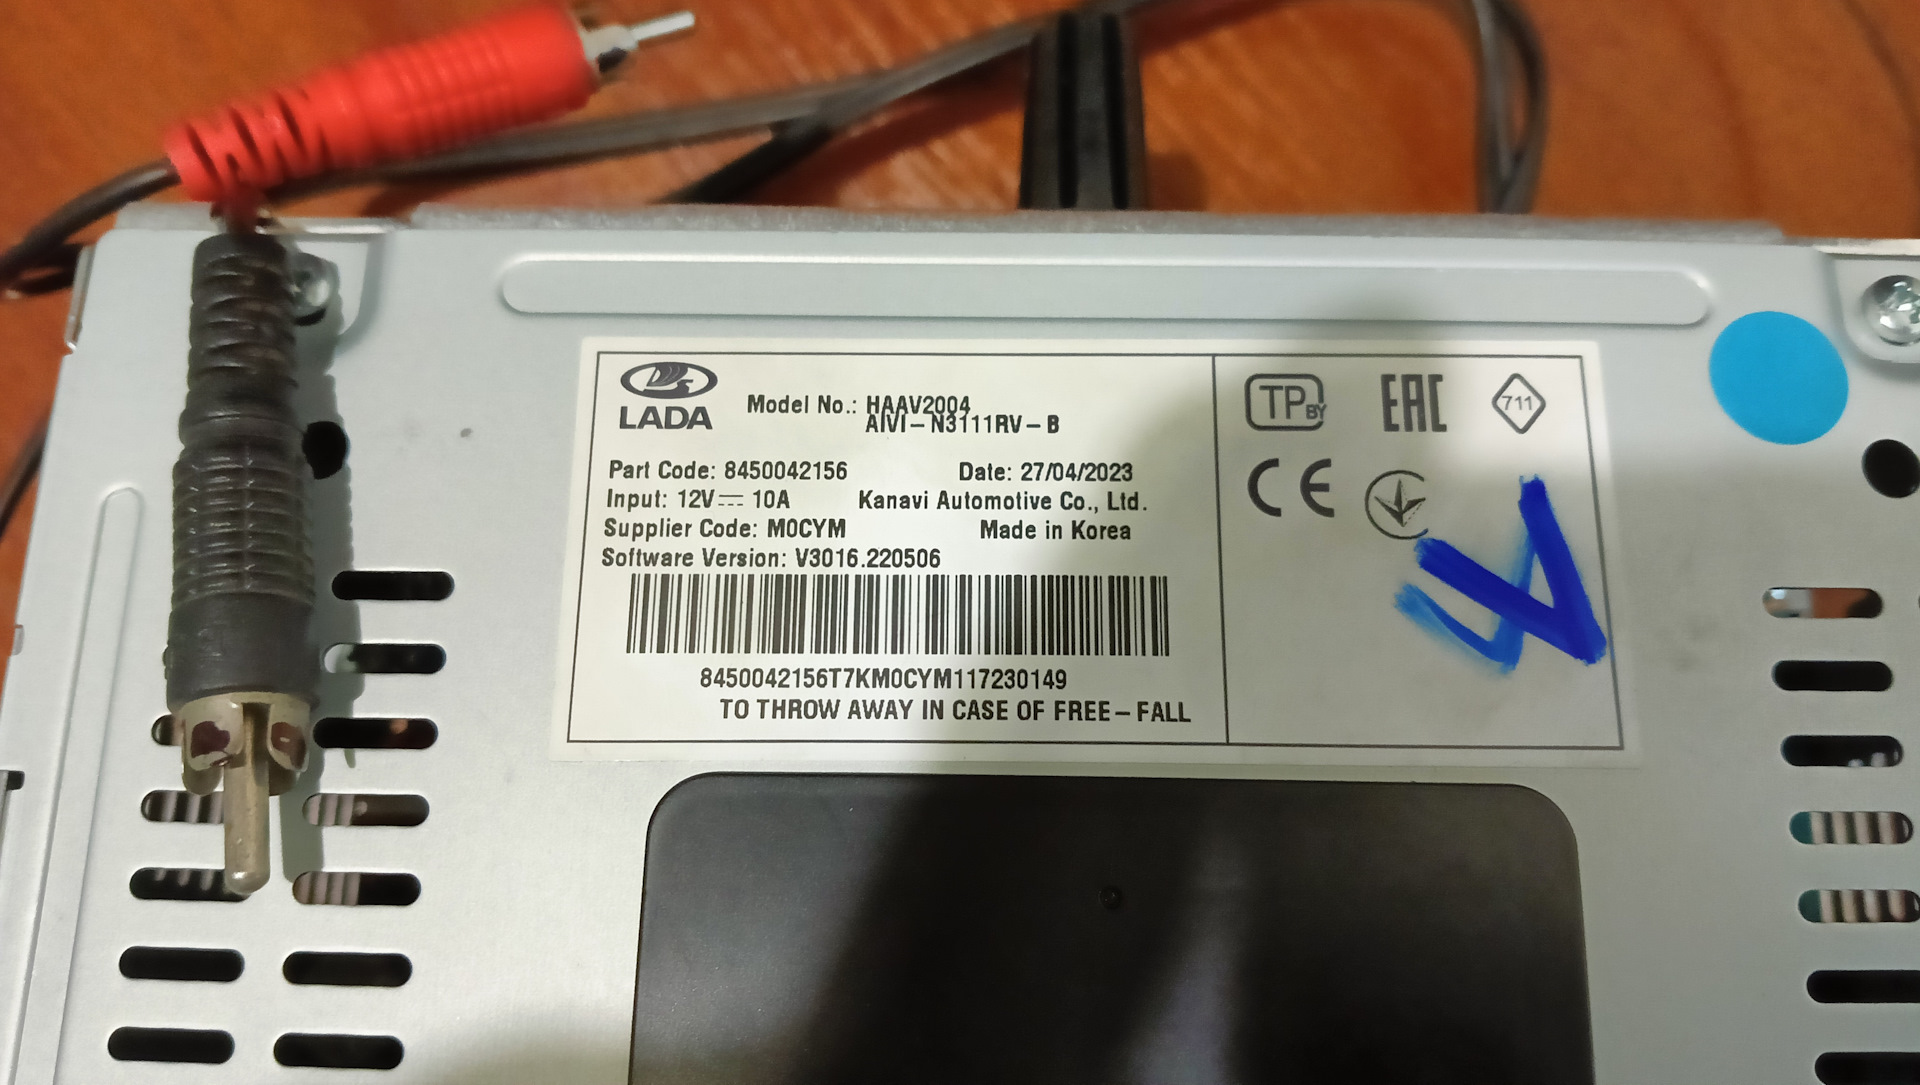 LADA
Model No.: HAAV2004
AIVI-N3111RV-B
Part Code: 8450042156 Date: 27/04/2023
Input: 12V⎓ 10A Kanavi Automotive Co., Ltd.
Supplier Code: M0CYM Made in Korea
Software Version: V3016.220506
8450042156T7KM0CYM117230149
TO THROW AWAY IN CASE OF FREE-FALL
TP BY EAC 711
CE